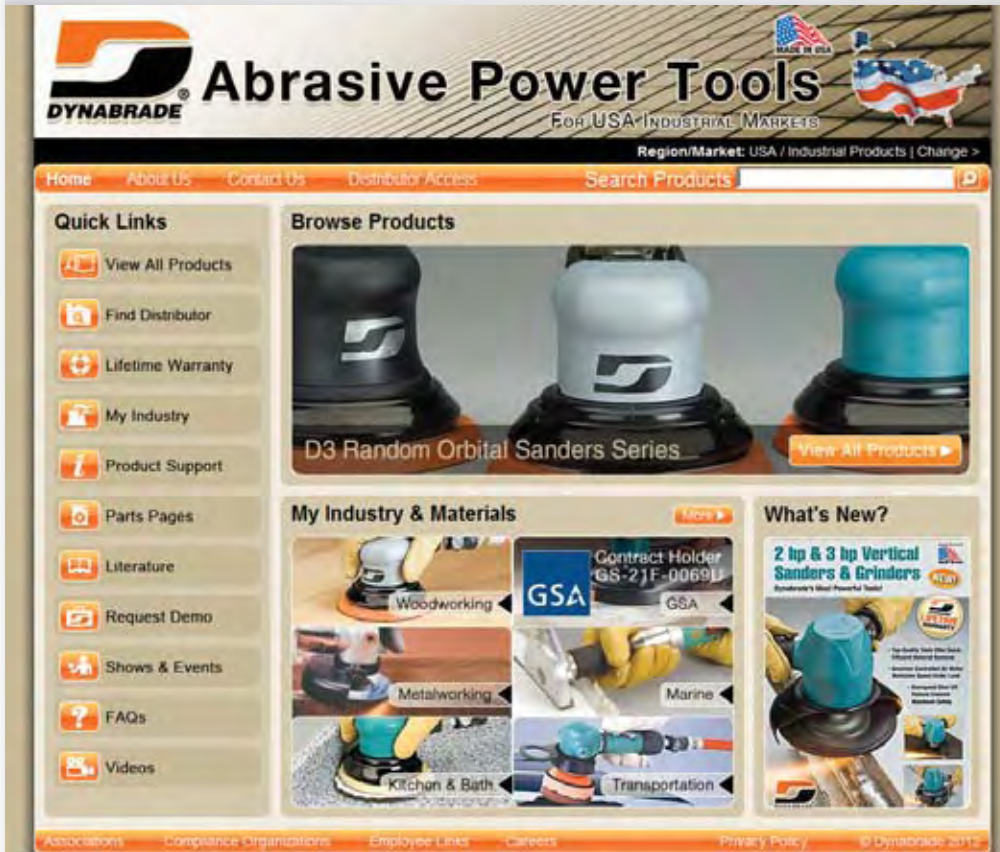 DYNABRADE®
Abrasive Power Tools
MADE IN USA
FOR USA INDUSTRIAL MARKETS
Region/Market: USA / Industrial Products | Change >
Home About Us Contact Us Distributor Access Search Products
Quick Links
View All Products
Find Distributor
Lifetime Warranty
My Industry
Product Support
Parts Pages
Literature
Request Demo
Shows & Events
FAQs
Videos
Browse Products
D3 Random Orbital Sanders Series
View All Products
My Industry & Materials
More
Woodworking
GSA
Contract Holder
GS-21F-0069U
GSA
Metalworking
Marine
Kitchen & Bath
Transportation
What's New?
2 hp & 3 hp Vertical
Sanders & Grinders
NEW!
Dynabrade's Most Powerful Tools!
LIFETIME
WARRANTY
Associations Compliance Organizations Employee Links Careers Privacy Policy © Dynabrade 2012